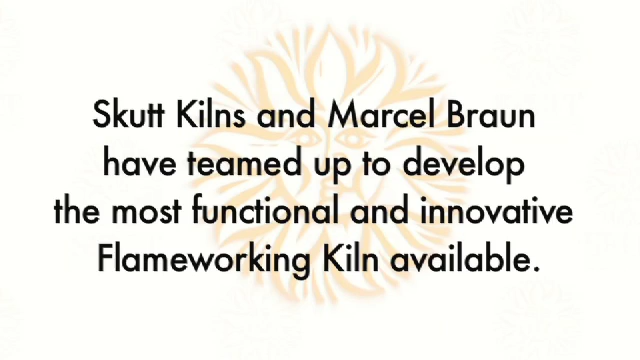 Skutt Kilns and Marcel Braun
have teamed up to develop
the most functional and innovative
Flameworking Kiln available.